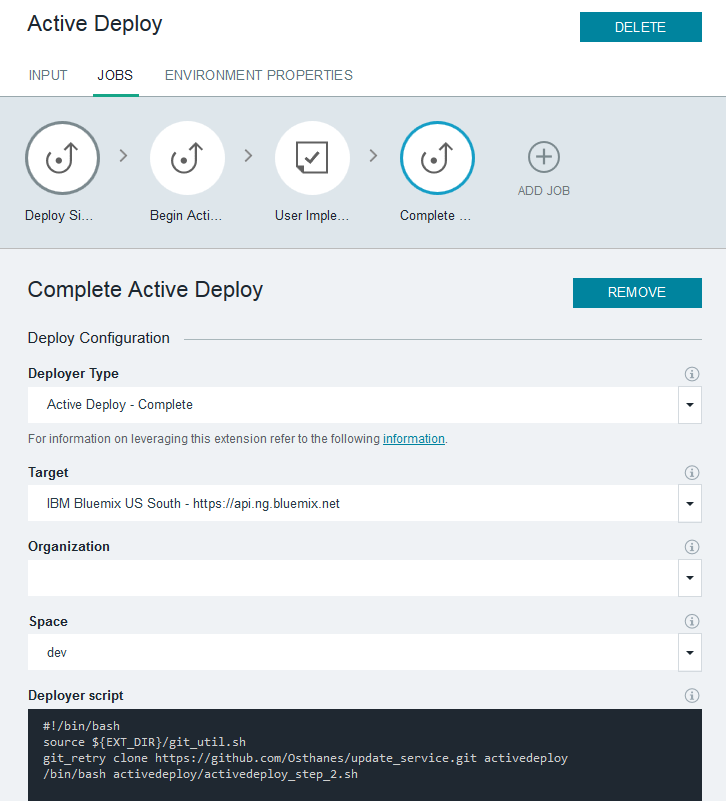 Active Deploy
DELETE
INPUT JOBS ENVIRONMENT PROPERTIES
Deploy Si... Begin Acti... User Imple... Complete ... ADD JOB
Complete Active Deploy
REMOVE
Deploy Configuration
Deployer Type
Active Deploy - Complete
For information on leveraging this extension refer to the following information.
Target
IBM Bluemix US South - https://api.ng.bluemix.net
Organization
Space
dev
Deployer script
#!/bin/bash
source ${EXT_DIR}/git_util.sh
git_retry clone https://github.com/Osthanes/update_service.git activedeploy
/bin/bash activedeploy/activedeploy_step_2.sh